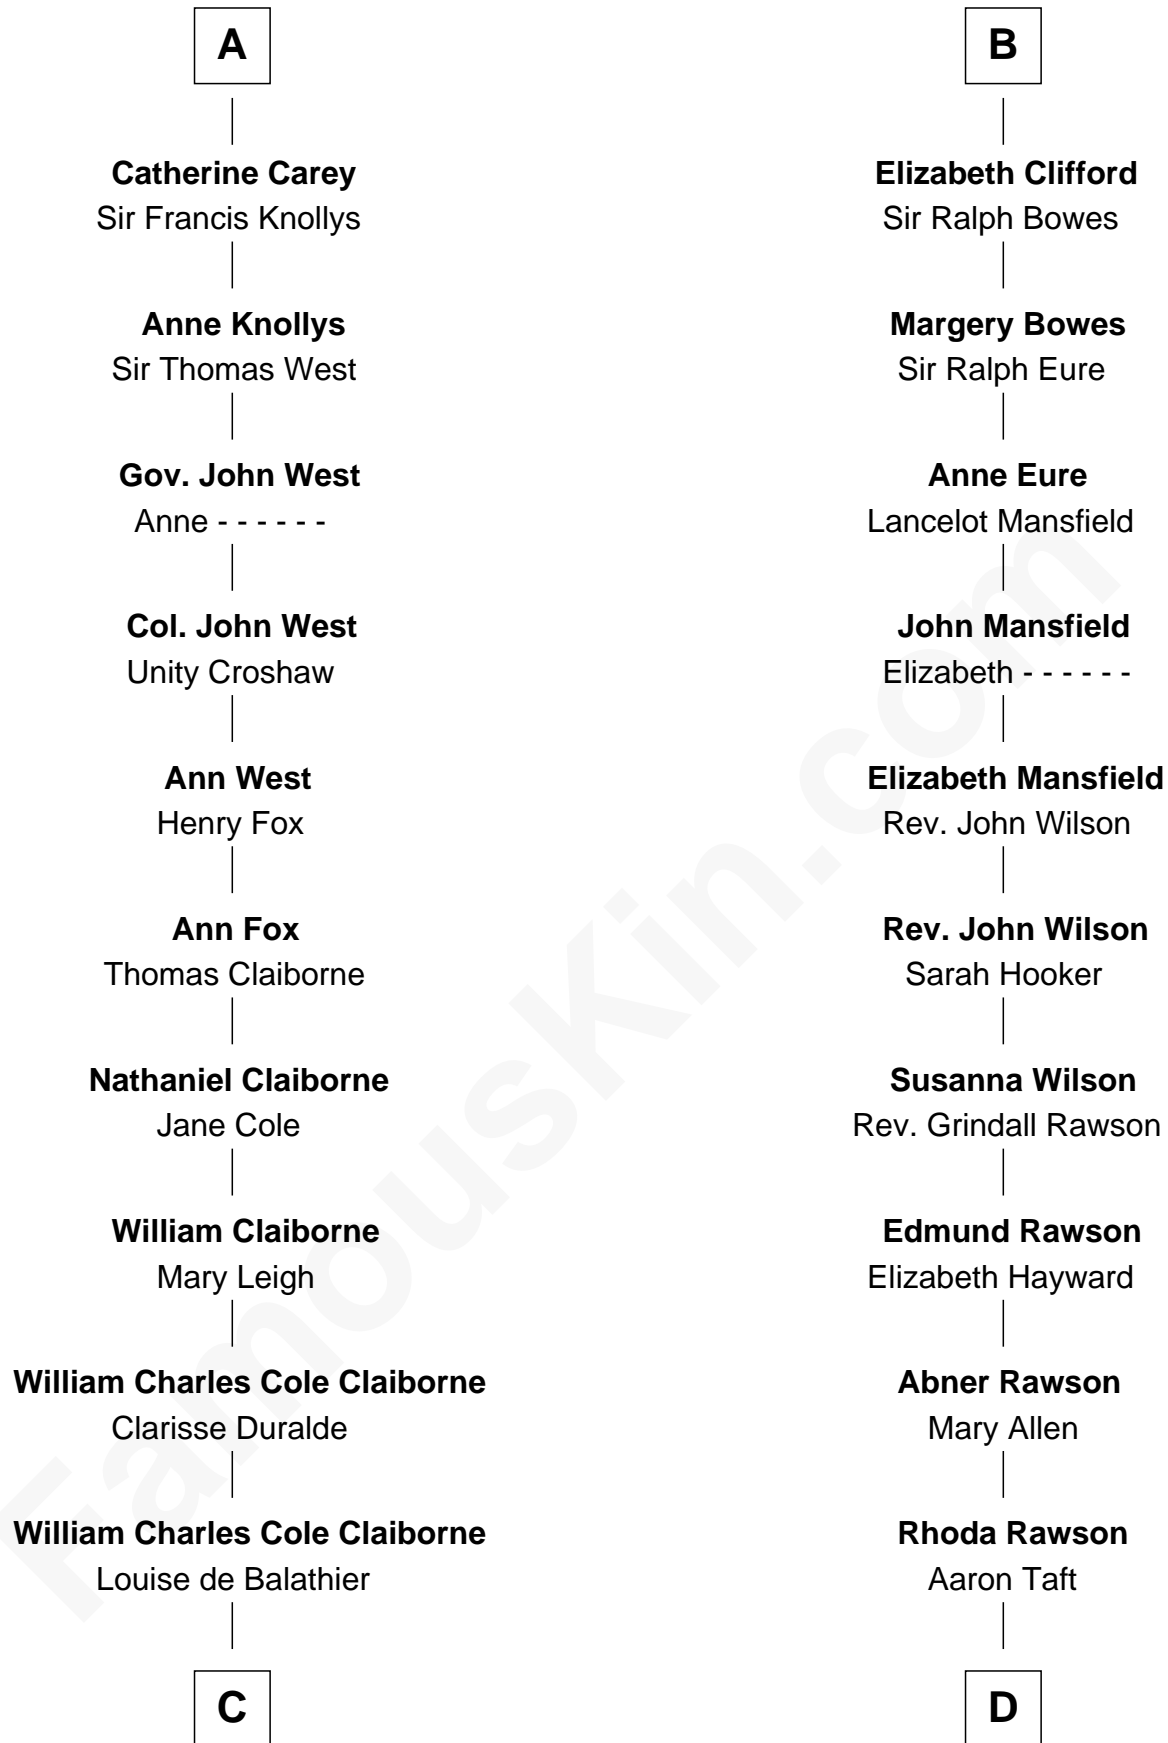 A
Catherine Carey
Sir Francis Knollys
Anne Knollys
Sir Thomas West
Gov. John West
Anne - - - - - -
Col. John West
Unity Croshaw
Ann West
Henry Fox
Ann Fox
Thomas Claiborne
Nathaniel Claiborne
Jane Cole
William Claiborne
Mary Leigh
William Charles Cole Claiborne
Clarisse Duralde
William Charles Cole Claiborne
Louise de Balathier
C
B
Elizabeth Clifford
Sir Ralph Bowes
Margery Bowes
Sir Ralph Eure
Anne Eure
Lancelot Mansfield
John Mansfield
Elizabeth - - - - - -
Elizabeth Mansfield
Rev. John Wilson
Rev. John Wilson
Sarah Hooker
Susanna Wilson
Rev. Grindall Rawson
Edmund Rawson
Elizabeth Hayward
Abner Rawson
Mary Allen
Rhoda Rawson
Aaron Taft
D
FamousKin.com